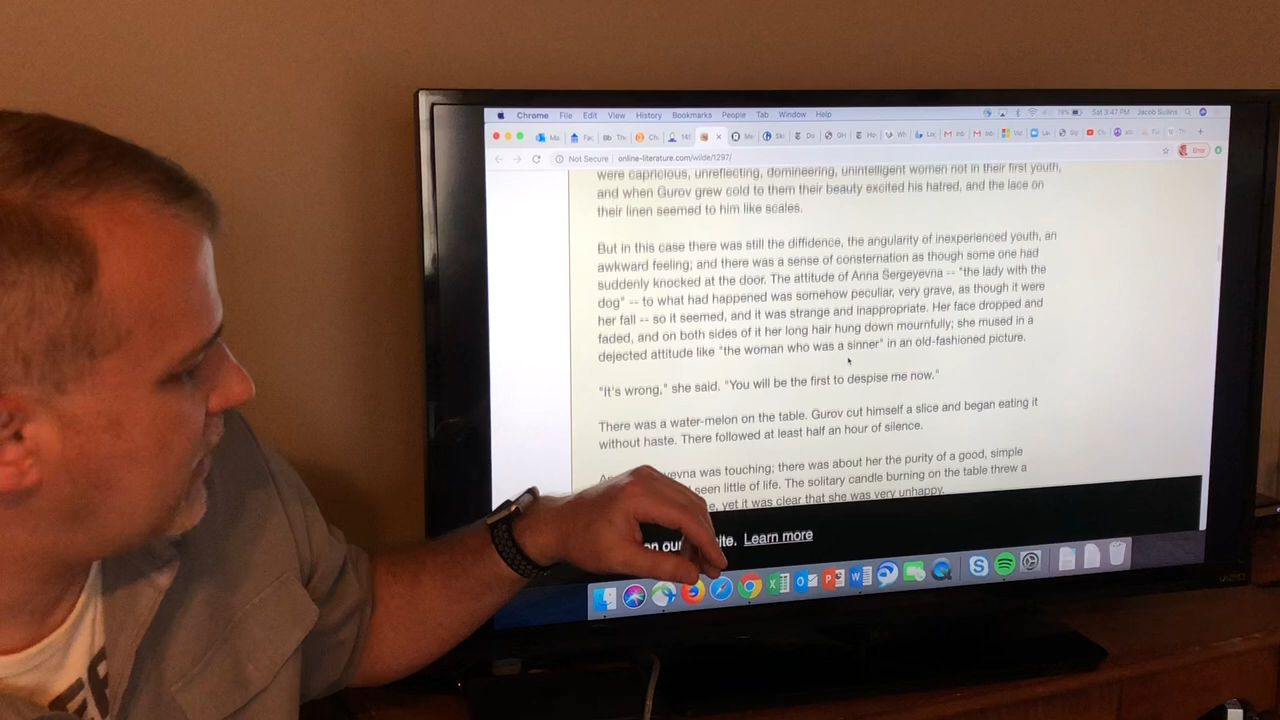 Chrome File Edit View History Bookmarks People Tab Window Help
78% Sat 3:47 PM Jacob Sullins
Not Secure online-literature.com/wilde/1297/ Error
were capricious, unreflecting, domineering, unintelligent women not in their first youth,
and when Gurov grew cold to them their beauty excited his hatred, and the lace on
their linen seemed to him like scales.
But in this case there was still the diffidence, the angularity of inexperienced youth, an
awkward feeling; and there was a sense of consternation as though some one had
suddenly knocked at the door. The attitude of Anna Sergeyevna -- "the lady with the
dog" -- to what had happened was somehow peculiar, very grave, as though it were
her fall -- so it seemed, and it was strange and inappropriate. Her face dropped and
faded, and on both sides of it her long hair hung down mournfully; she mused in a
dejected attitude like "the woman who was a sinner" in an old-fashioned picture.
"It's wrong," she said. "You will be the first to despise me now."
There was a water-melon on the table. Gurov cut himself a slice and began eating it
without haste. There followed at least half an hour of silence.
was touching; there was about her the purity of a good, simple
seen little of life. The solitary candle burning on the table threw a
yet it was clear that she was very unhappy.
Learn more
VIZIO